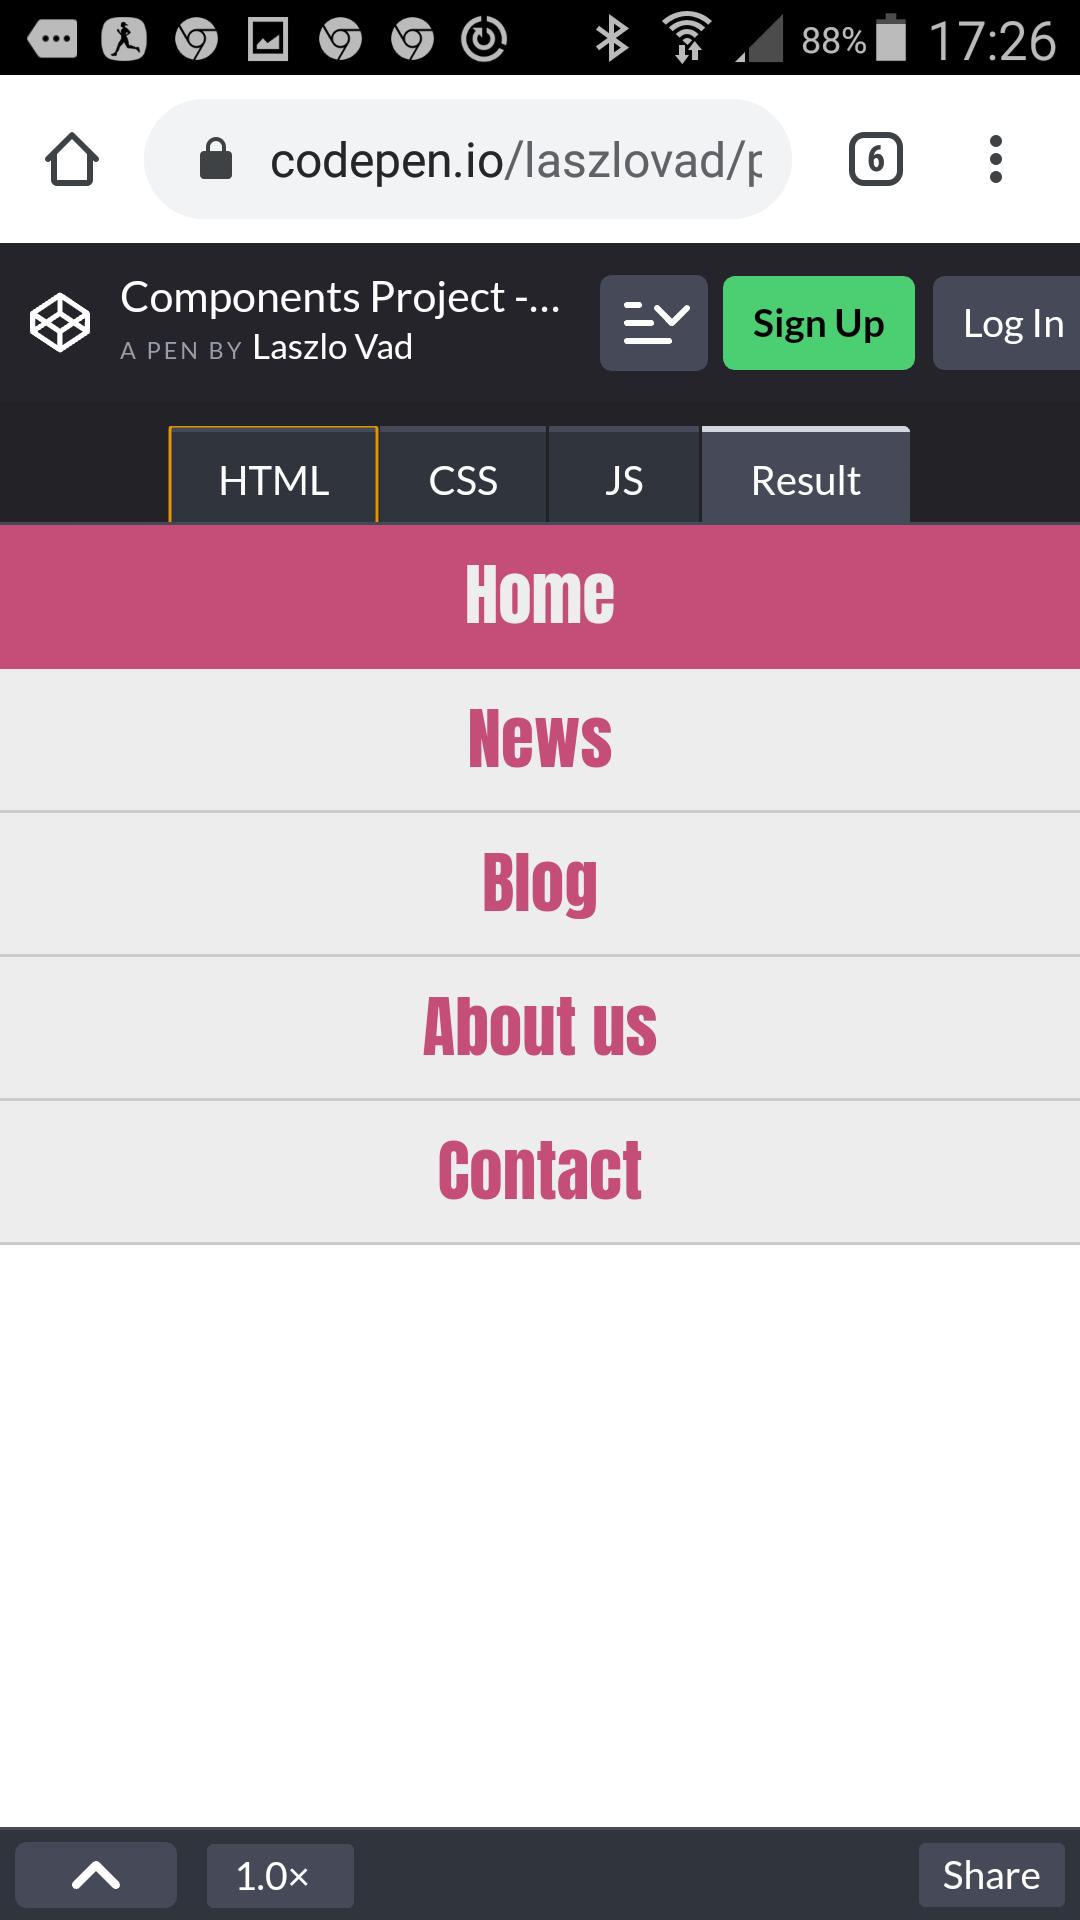 88% 17:26
codepen.io/laszlovad/p
6
Components Project -...
A PEN BY Laszlo Vad
Sign Up
Log In
HTML CSS JS Result
Home
News
Blog
About us
Contact
1.0×
Share